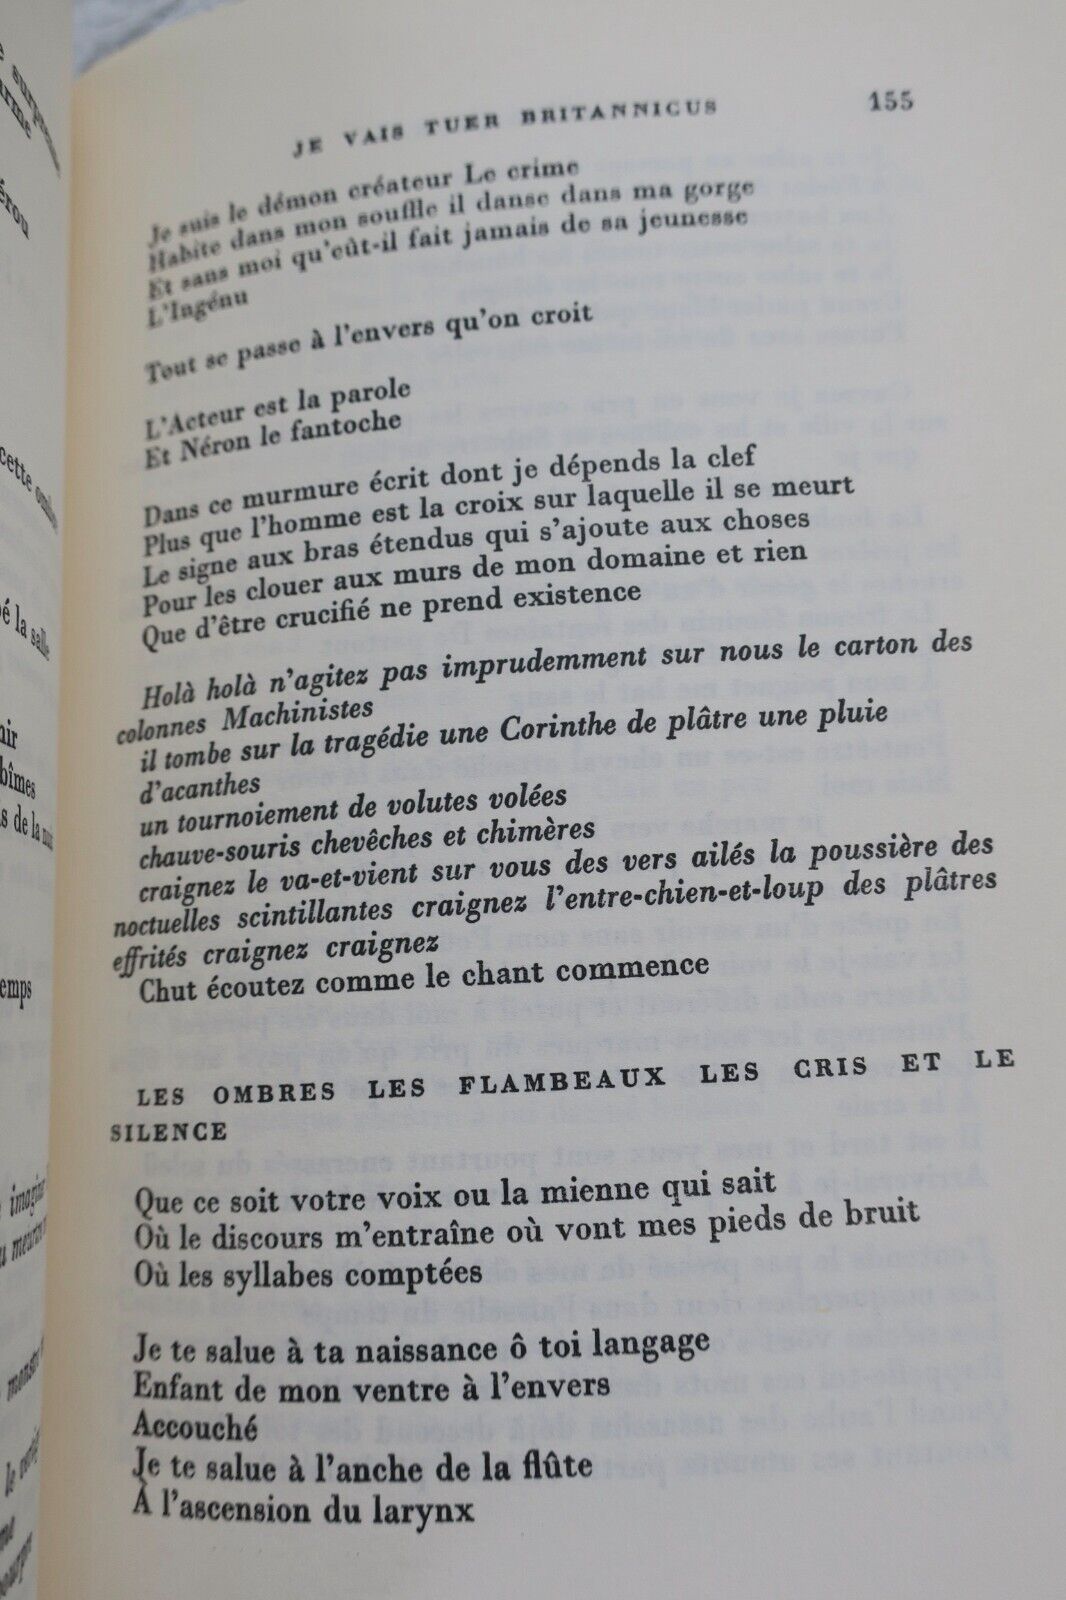 JE VAIS TUER BRITANNICUS 155
Je suis le démon créateur Le crime
Habite dans mon souffle il danse dans ma gorge
Et sans moi qu'eût-il fait jamais de sa jeunesse
L'Ingénu
Tout se passe à l'envers qu'on croit
L'Acteur est la parole
Et Néron le fantoche
Dans ce murmure écrit dont je dépends la clef
Plus que l'homme est la croix sur laquelle il se meurt
Le signe aux bras étendus qui s'ajoute aux choses
Pour les clouer aux murs de mon domaine et rien
Que d'être crucifié ne prend existence
Holà holà n'agitez pas imprudemment sur nous le carton des
colonnes Machinistes
il tombe sur la tragédie une Corinthe de plâtre une pluie
d'acanthes
un tournoiement de volutes volées
chauve-souris chevêches et chimères
craignez le va-et-vient sur vous des vers ailés la poussière des
noctuelles scintillantes craignez l'entre-chien-et-loup des plâtres
effrités craignez craignez
Chut écoutez comme le chant commence
LES OMBRES LES FLAMBEAUX LES CRIS ET LE
SILENCE
Que ce soit votre voix ou la mienne qui sait
Où le discours m'entraîne où vont mes pieds de bruit
Où les syllabes comptées
Je te salue à ta naissance ô toi langage
Enfant de mon ventre à l'envers
Accouché
Je te salue à l'anche de la flûte
À l'ascension du larynx